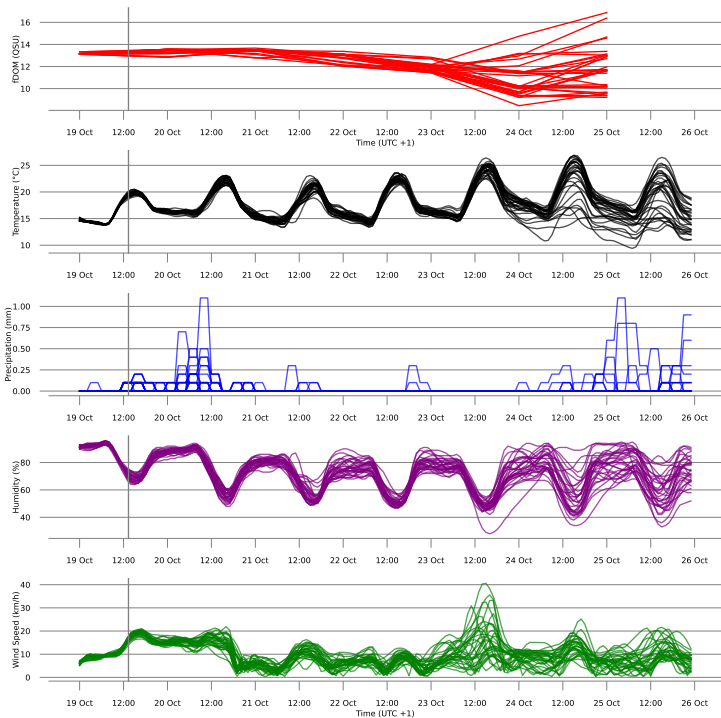 fDOM (QSU)
16
14
12
10
19 Oct 12:00 20 Oct 12:00 21 Oct 12:00 22 Oct 12:00 23 Oct 12:00 24 Oct 12:00 25 Oct 12:00 26 Oct
Time (UTC +1)
Temperature (°C)
25
20
15
10
19 Oct 12:00 20 Oct 12:00 21 Oct 12:00 22 Oct 12:00 23 Oct 12:00 24 Oct 12:00 25 Oct 12:00 26 Oct
Precipitation (mm)
1.00
0.75
0.50
0.25
0.00
19 Oct 12:00 20 Oct 12:00 21 Oct 12:00 22 Oct 12:00 23 Oct 12:00 24 Oct 12:00 25 Oct 12:00 26 Oct
Humidity (%)
80
60
40
19 Oct 12:00 20 Oct 12:00 21 Oct 12:00 22 Oct 12:00 23 Oct 12:00 24 Oct 12:00 25 Oct 12:00 26 Oct
Wind Speed (km/h)
40
30
20
10
0
19 Oct 12:00 20 Oct 12:00 21 Oct 12:00 22 Oct 12:00 23 Oct 12:00 24 Oct 12:00 25 Oct 12:00 26 Oct
Time (UTC +1)